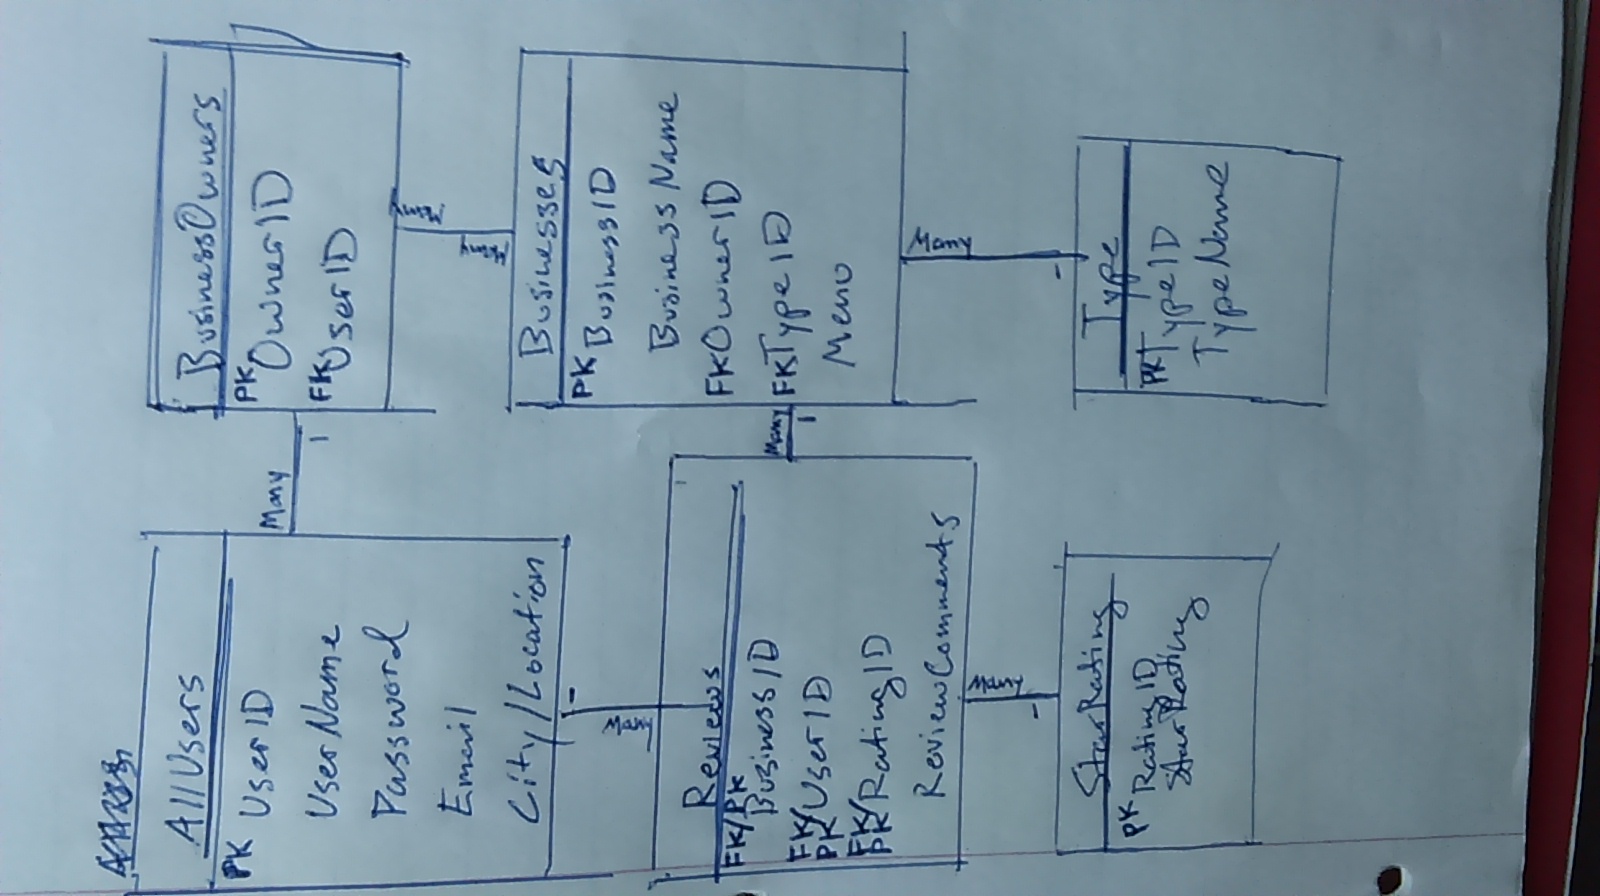 AllUsers
PK UserID
UserName
Password
Email
City/Location
Many
1
BusinessOwners
PK OwnerID
FK UserID
Many
Many
Businesses
PK BusinessID
Business Name
FK OwnerID
FK TypeID
Menu
1
Many
Many
1
Reviews
FK/PK BusinessID
FK/PK UserID
FK/PK RatingID
ReviewComments
Many
1
Many
1
Type
PK TypeID
TypeName
StarRating
PK RatingID
StarRating